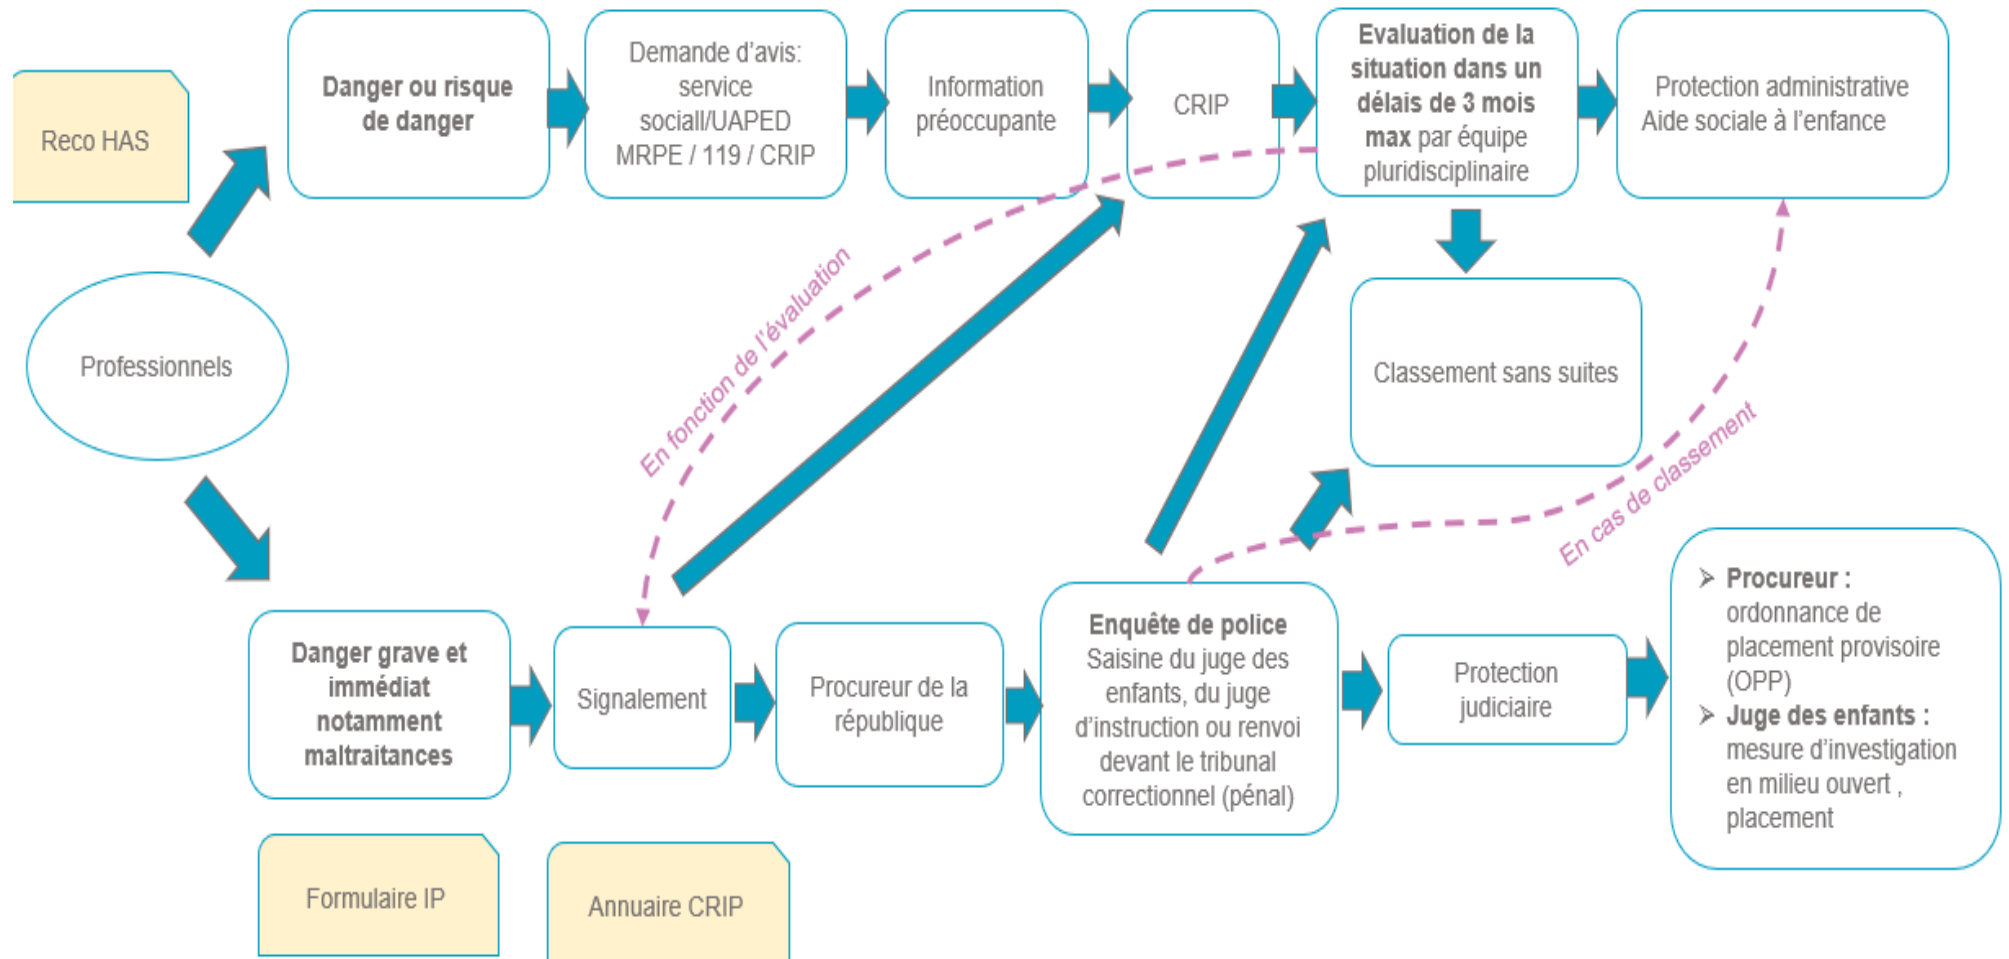 Reco HAS
Danger ou risque
de danger
Demande d’avis:
service
sociall/UAPED
MRPE / 119 / CRIP
Information
préoccupante
CRIP
Evaluation de la
situation dans un
délais de 3 mois
max par équipe
pluridisciplinaire
Protection administrative
Aide sociale à l’enfance
Professionnels
En fonction de l’évaluation
Classement sans suites
En cas de classement
Danger grave et
immédiat
notamment
maltraitances
Signalement
Procureur de la
république
Enquête de police
Saisine du juge des
enfants, du juge
d’instruction ou renvoi
devant le tribunal
correctionnel (pénal)
Protection
judiciaire
➢ Procureur :
ordonnance de
placement provisoire
(OPP)
➢ Juge des enfants :
mesure d’investigation
en milieu ouvert ,
placement
Formulaire IP
Annuaire CRIP